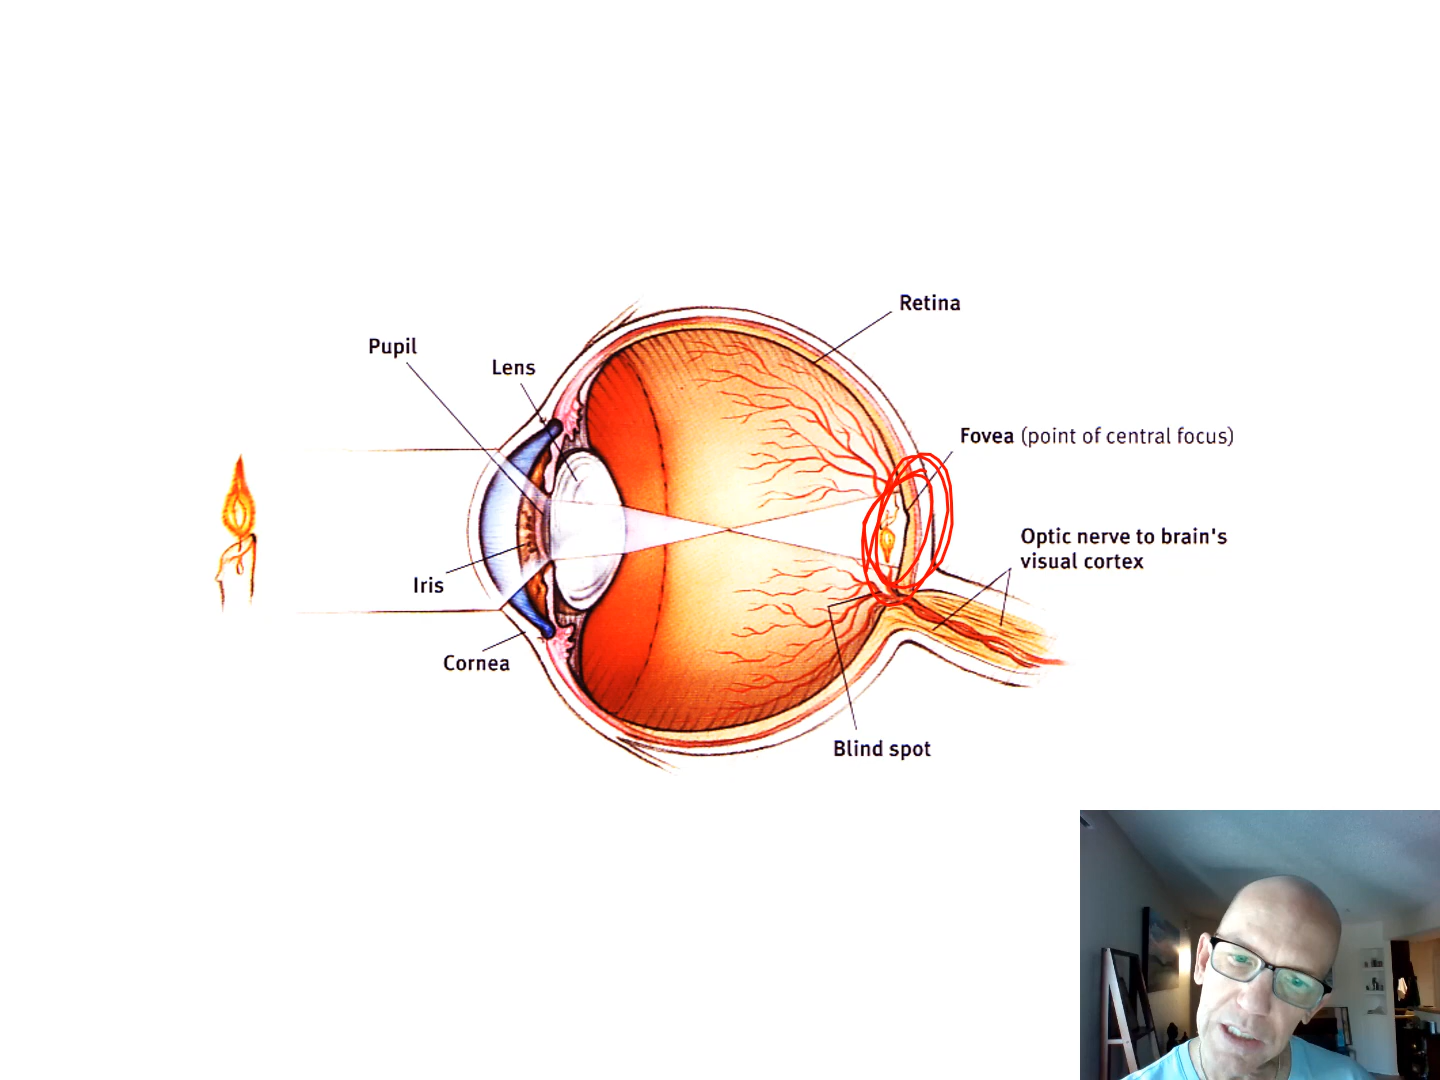 Retina
Pupil
Lens
Fovea (point of central focus)
Optic nerve to brain's
visual cortex
Iris
Cornea
Blind spot